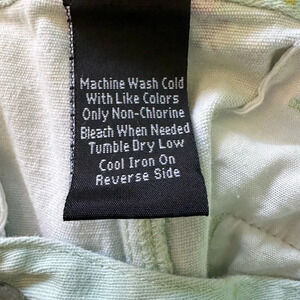 Machine Wash Cold
With Like Colors
Only Non-Chlorine
Bleach When Needed
Tumble Dry Low
Cool Iron On
Reverse Side